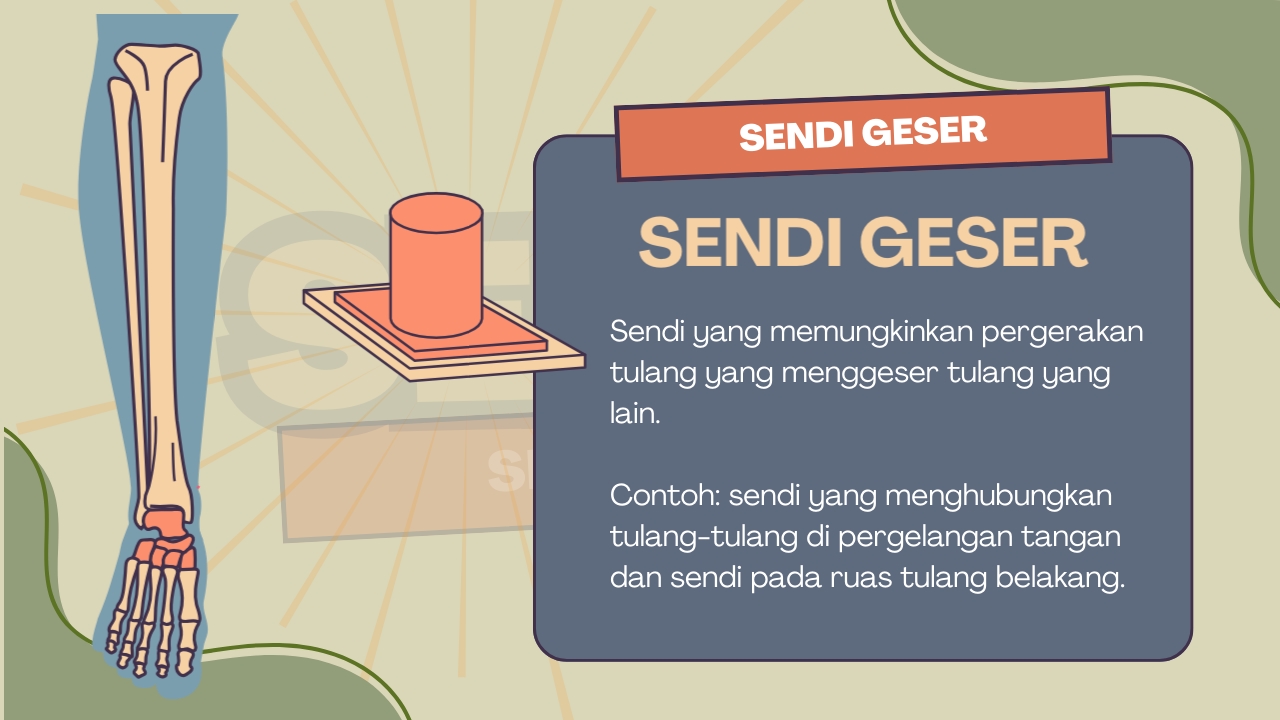 SENDI GESER
SENDI GESER
Sendi yang memungkinkan pergerakan
tulang yang menggeser tulang yang
lain.
Contoh: sendi yang menghubungkan
tulang-tulang di pergelangan tangan
dan sendi pada ruas tulang belakang.